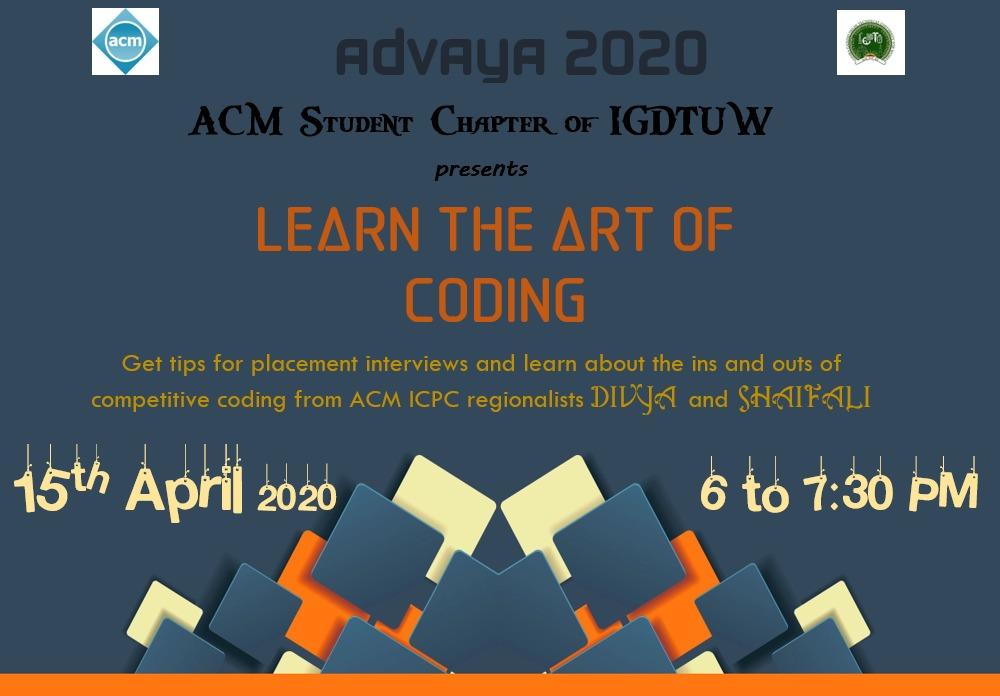 acm
Advaya 2020
ACM Student Chapter of IGDTUW
presents
LEARN THE ART OF
CODING
Get tips for placement interviews and learn about the ins and outs of
competitive coding from ACM ICPC regionalists DIVYA and SHAIFALI
15th April 2020
6 to 7:30 PM